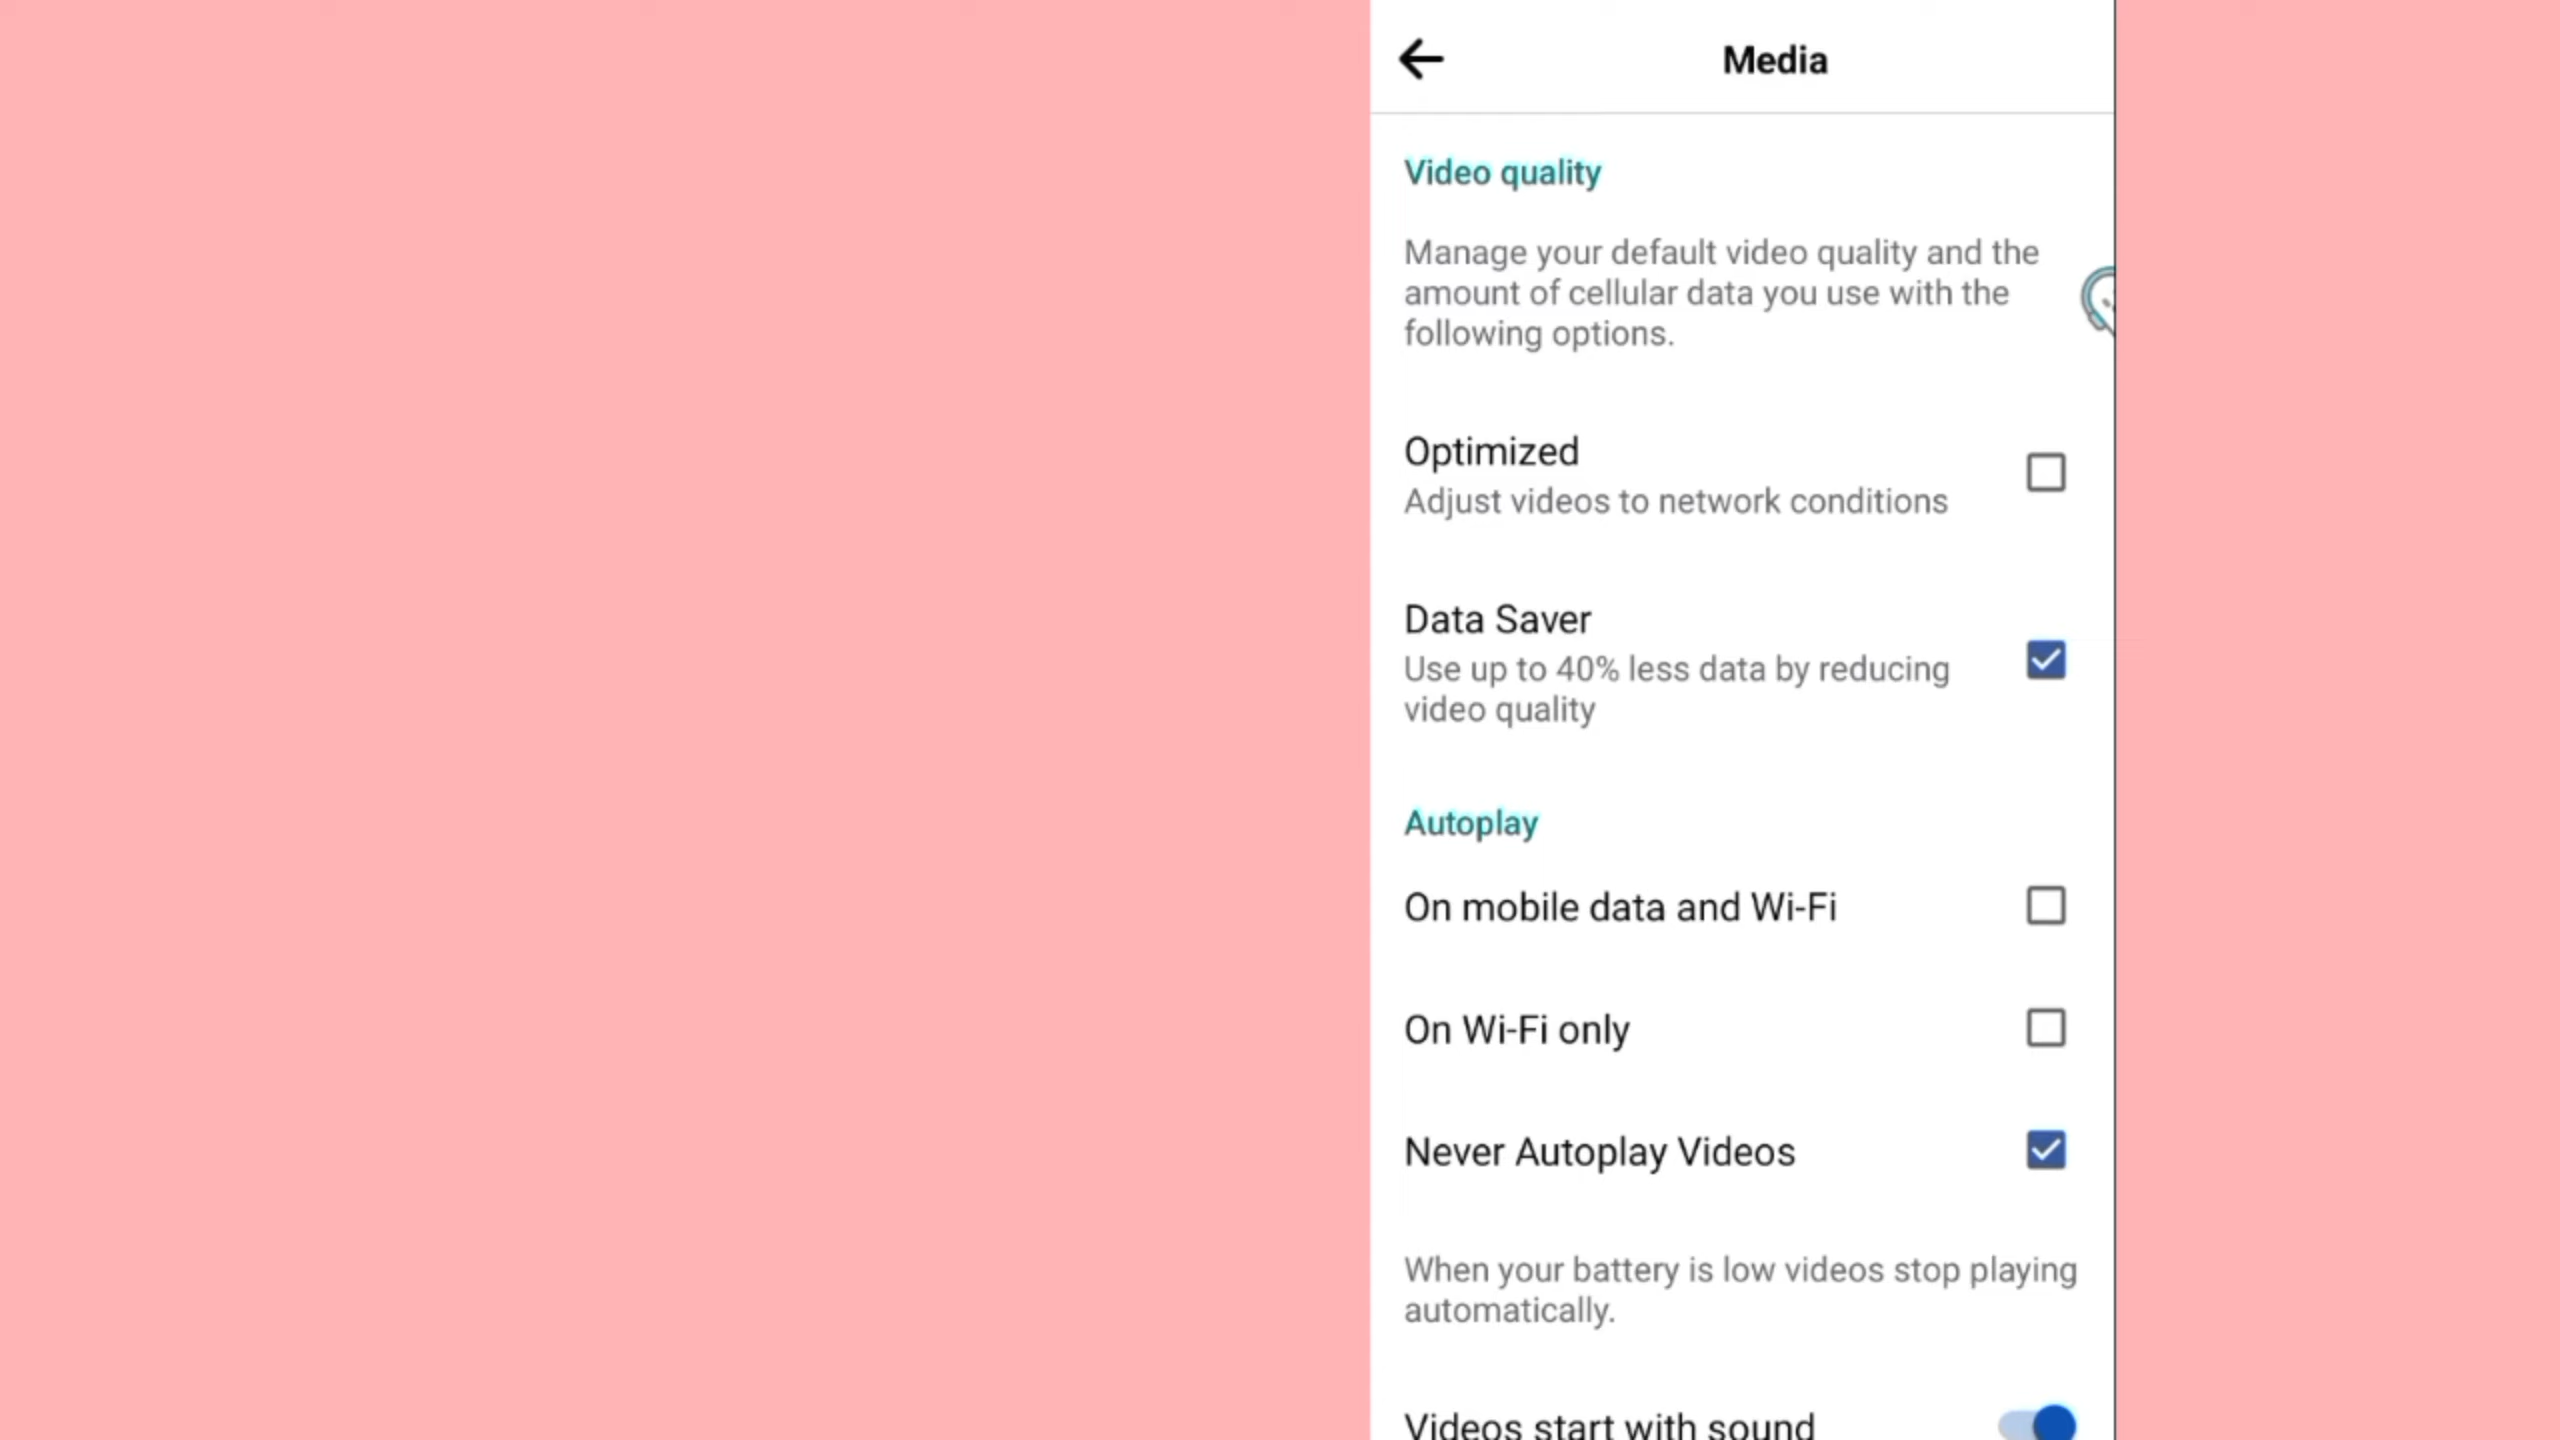 Media
Video quality
Manage your default video quality and the
amount of cellular data you use with the
following options.
Optimized
Adjust videos to network conditions
Data Saver
Use up to 40% less data by reducing
video quality
Autoplay
On mobile data and Wi-Fi
On Wi-Fi only
Never Autoplay Videos
When your battery is low videos stop playing
automatically.
Videos start with sound